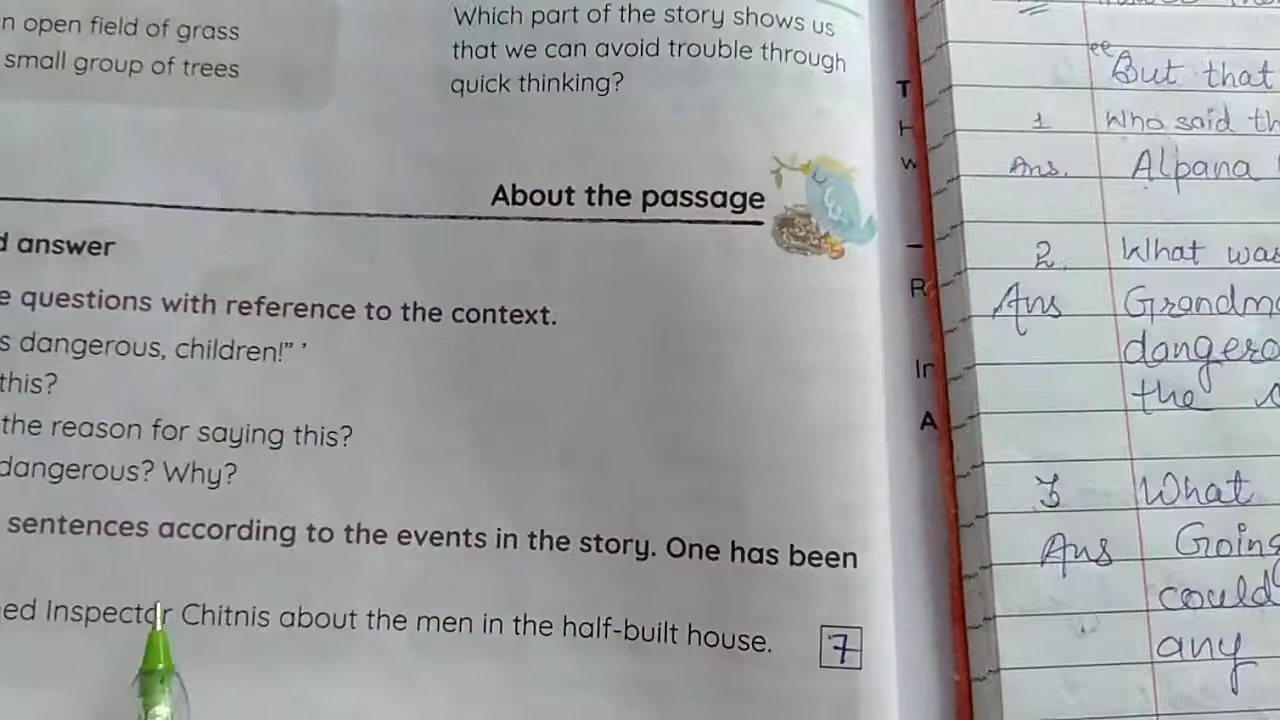 n open field of grass
small group of trees
Which part of the story shows us
that we can avoid trouble through
quick thinking?
About the passage
d answer
e questions with reference to the context.
s dangerous, children!" '
this?
the reason for saying this?
dangerous? Why?
sentences according to the events in the story. One has been
ed Inspector Chitnis about the men in the half-built house.
7
T
H
W
R
In
A
But that
1 Who said th
Ans. Alpana
2. What was
Ans Grandm
dangero
the
3 What
Ans Going
could
any